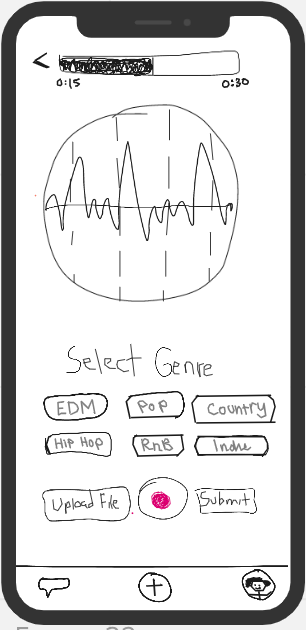 0:15 0:30
Select Genre
EDM Pop Country
Hip Hop RnB Indie
Upload File Submit